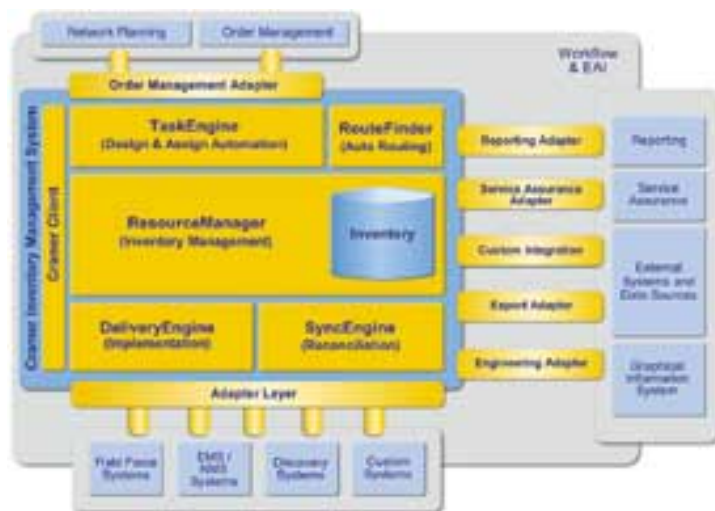 Network Planning
Order Management
Workflow
& EAI
Order Management Adapter
Cramer Inventory Management System
Cramer Client
TaskEngine
(Design & Assign Automation)
RouteFinder
(Auto Routing)
Reporting Adapter
Reporting
Service Assurance
Adapter
Service
Assurance
ResourceManager
(Inventory Management)
Inventory
Custom Integration
External
Systems and
Data Sources
Export Adapter
DeliveryEngine
(Implementation)
SyncEngine
(Reconciliation)
Engineering Adapter
Graphical
Information
System
Adapter Layer
Field Force
Systems
EMS /
NMS
Systems
Discovery
Systems
Custom
Systems